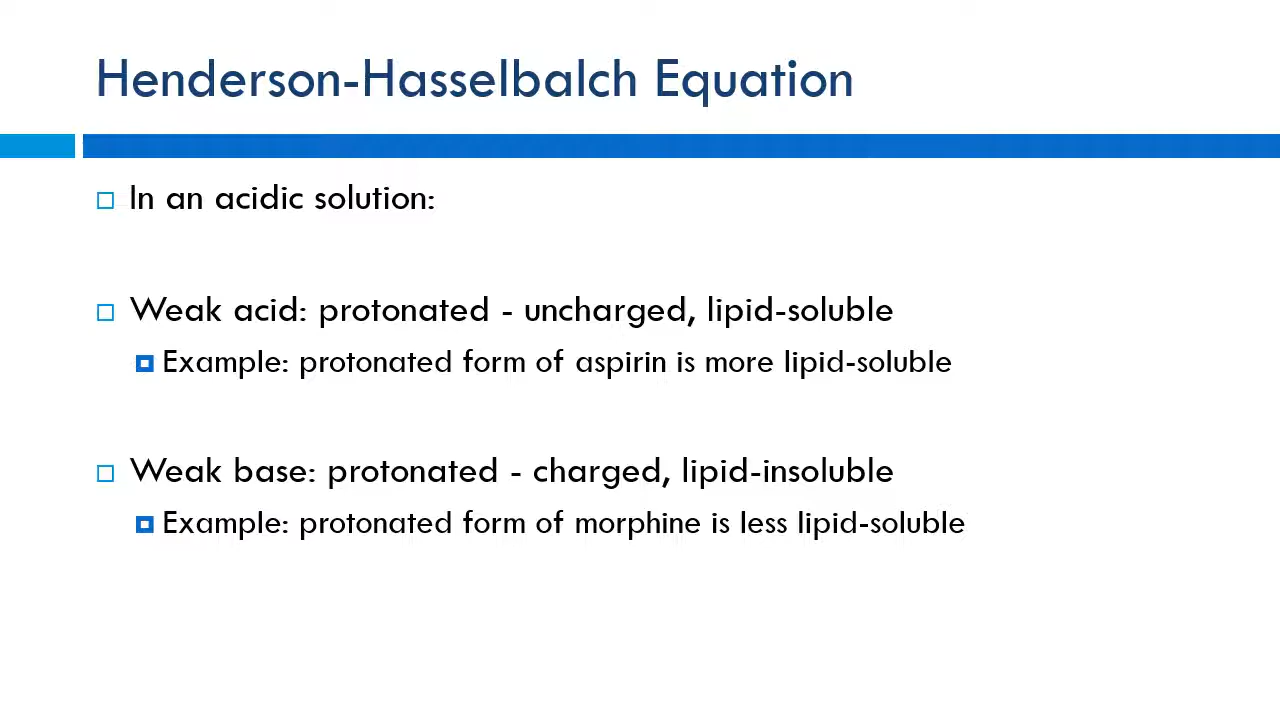 Henderson-Hasselbalch Equation
In an acidic solution:
Weak acid: protonated - uncharged, lipid-soluble
Example: protonated form of aspirin is more lipid-soluble
Weak base: protonated - charged, lipid-insoluble
Example: protonated form of morphine is less lipid-soluble